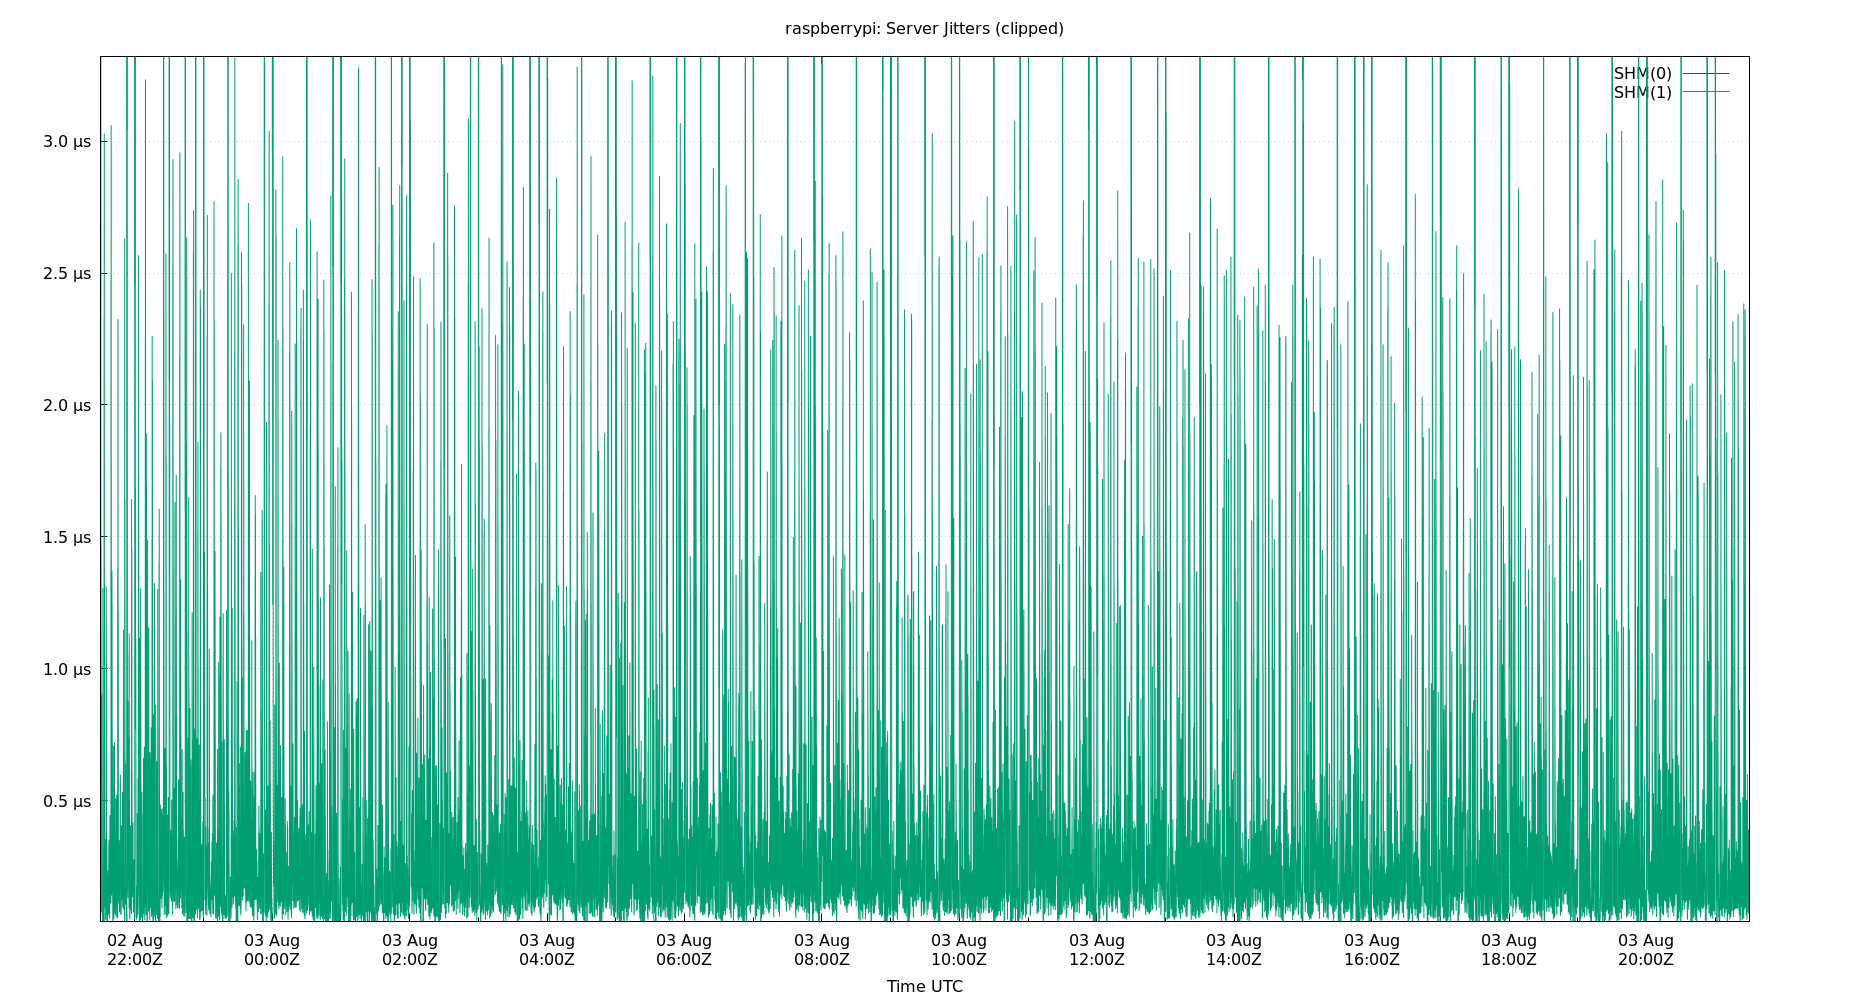 raspberrypi: Server Jitters (clipped)
SHM(0)
SHM(1)
3.0 µs
2.5 µs
2.0 µs
1.5 µs
1.0 µs
0.5 µs
02 Aug 03 Aug 03 Aug 03 Aug 03 Aug 03 Aug 03 Aug 03 Aug 03 Aug 03 Aug 03 Aug 03 Aug
22:00Z 00:00Z 02:00Z 04:00Z 06:00Z 08:00Z 10:00Z 12:00Z 14:00Z 16:00Z 18:00Z 20:00Z
Time UTC